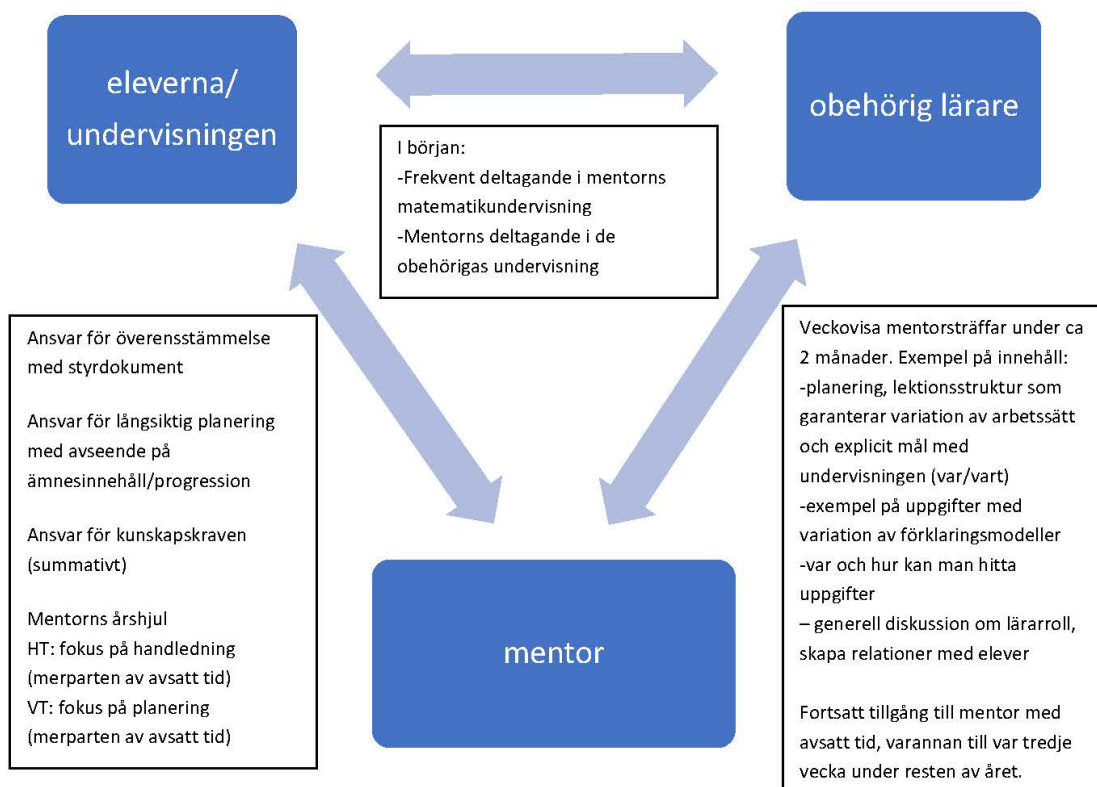 eleverna/
undervisningen
obehörig lärare
I början:
-Frekvent deltagande i mentorns
matematikundervisning
-Mentorns deltagande i de
obehörigas undervisning
Ansvar för överensstämmelse
med styrdokument
Ansvar för långsiktig planering
med avseende på
ämnesinnehåll/progression
Ansvar för kunskapskraven
(summativt)
Mentorns årshjul
HT: fokus på handledning
(merparten av avsatt tid)
VT: fokus på planering
(merparten av avsatt tid)
mentor
Veckovisa mentorsträffar under ca
2 månader. Exempel på innehåll:
-planering, lektionsstruktur som
garanterar variation av arbetssätt
och explicit mål med
undervisningen (var/vart)
-exempel på uppgifter med
variation av förklaringsmodeller
-var och hur kan man hitta
uppgifter
– generell diskussion om lärarroll,
skapa relationer med elever
Fortsatt tillgång till mentor med
avsatt tid, varannan till var tredje
vecka under resten av året.